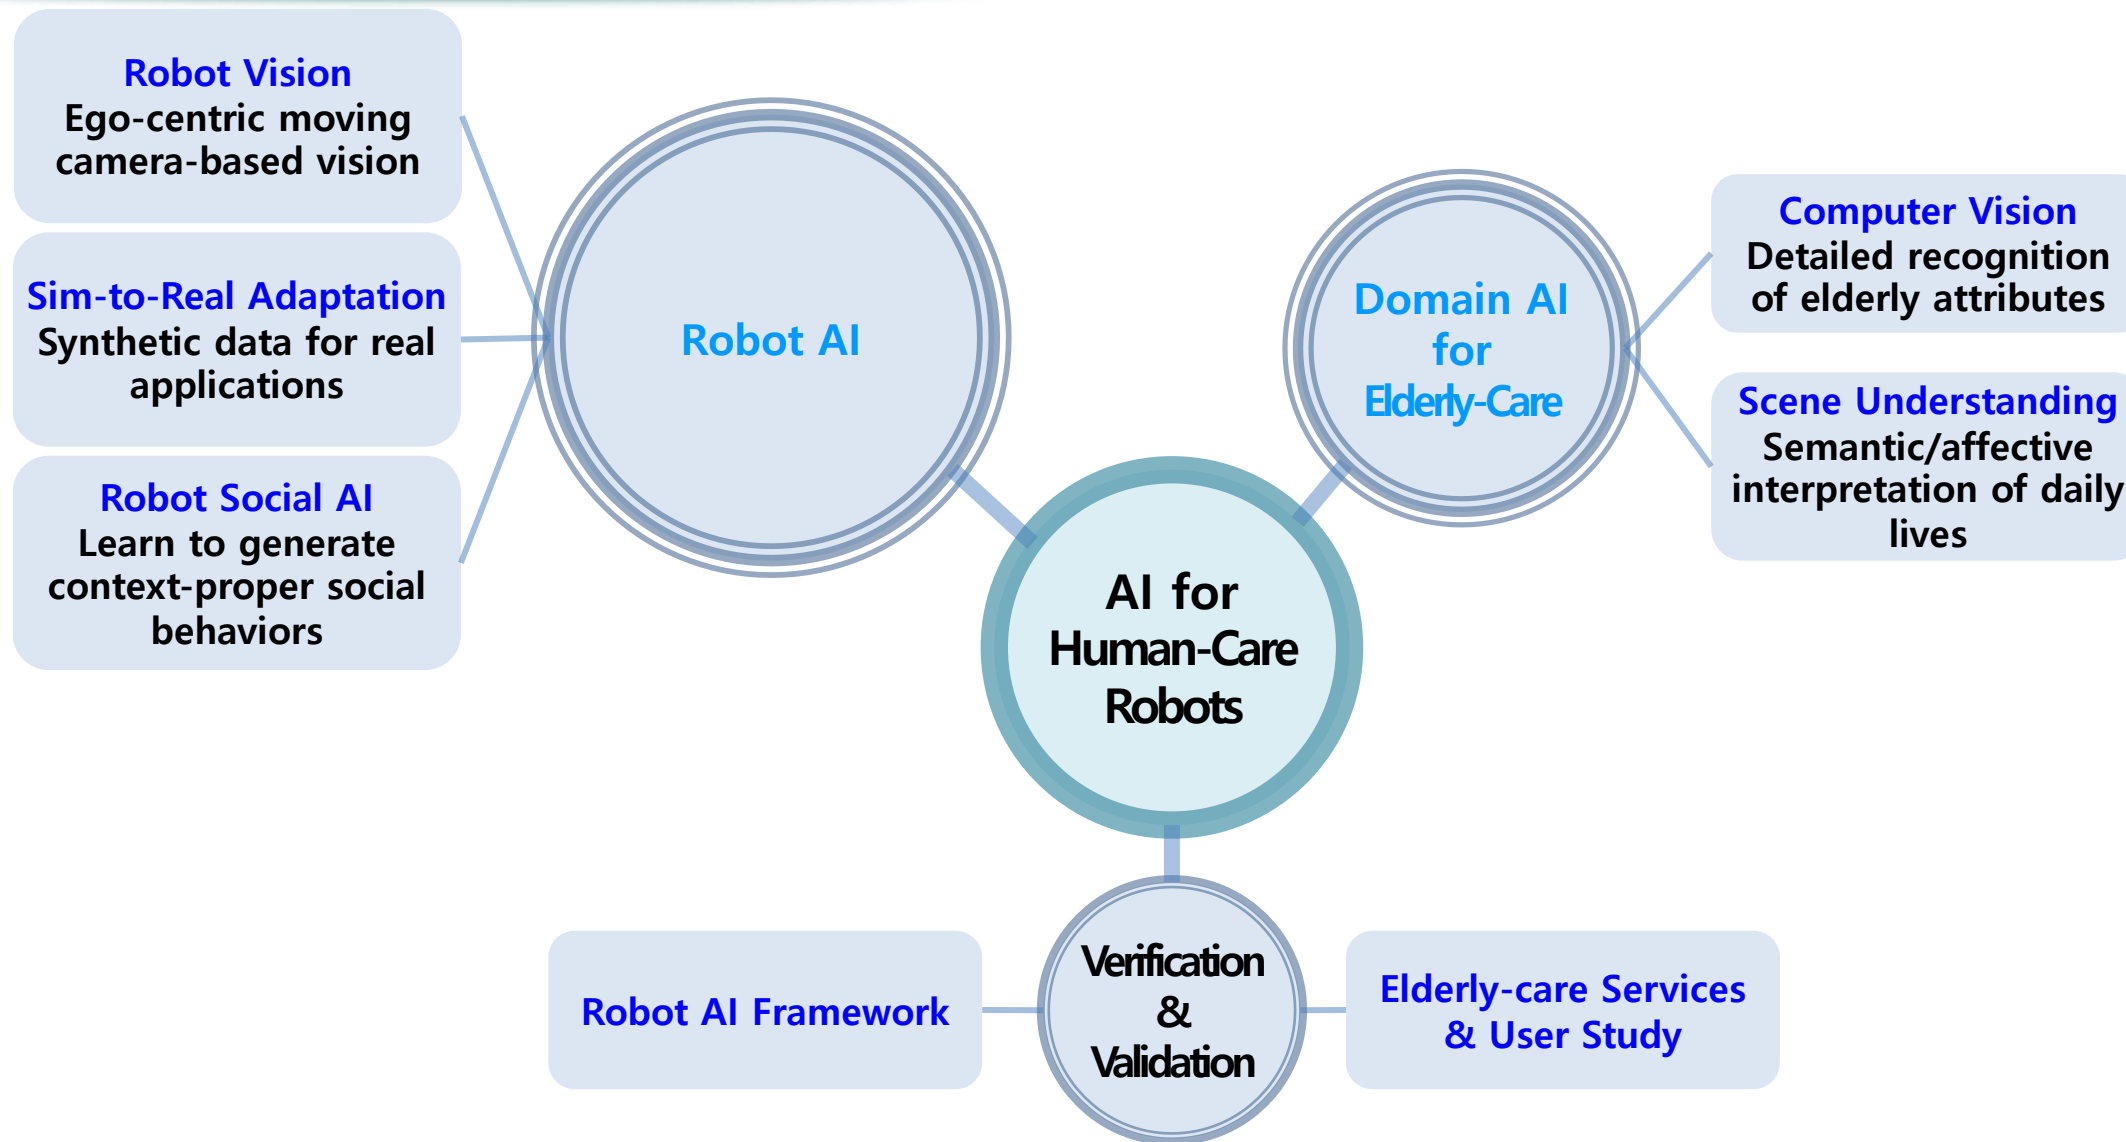 Robot Vision
Ego-centric moving
camera-based vision
Sim-to-Real Adaptation
Synthetic data for real
applications
Robot Social AI
Learn to generate
context-proper social
behaviors
Robot AI
Domain AI
for
Elderly-Care
Computer Vision
Detailed recognition
of elderly attributes
Scene Understanding
Semantic/affective
interpretation of daily
lives
AI for
Human-Care
Robots
Robot AI Framework
Verification
&
Validation
Elderly-care Services
& User Study